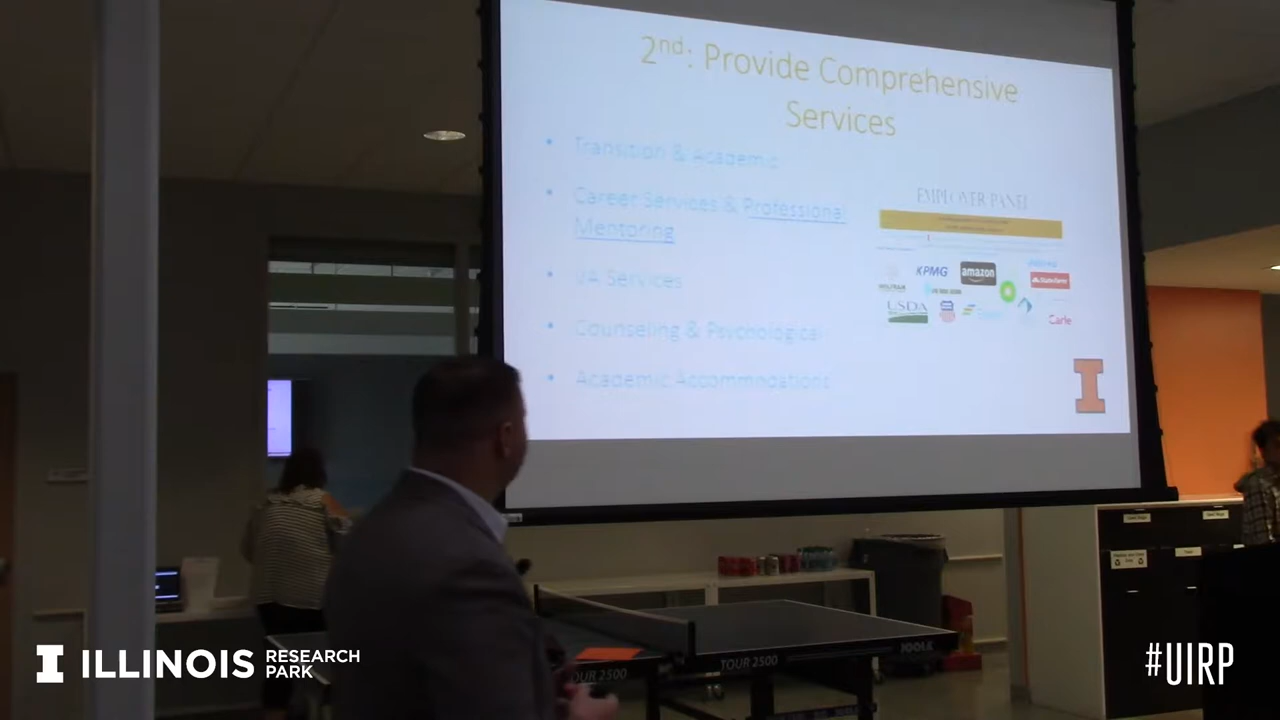 2nd: Provide Comprehensive
Services
• Transition & Academic
• Career Services & Professional
Mentoring
• VA Services
• Counseling & Psychological
• Academic Accommodations
EMPLOYER PANEL
KPMG
amazon
StateFarm
USDA
Carle
I
TOUR 2500
TOUR 2500
JOOLA
I ILLINOIS RESEARCH
PARK
#UIRP